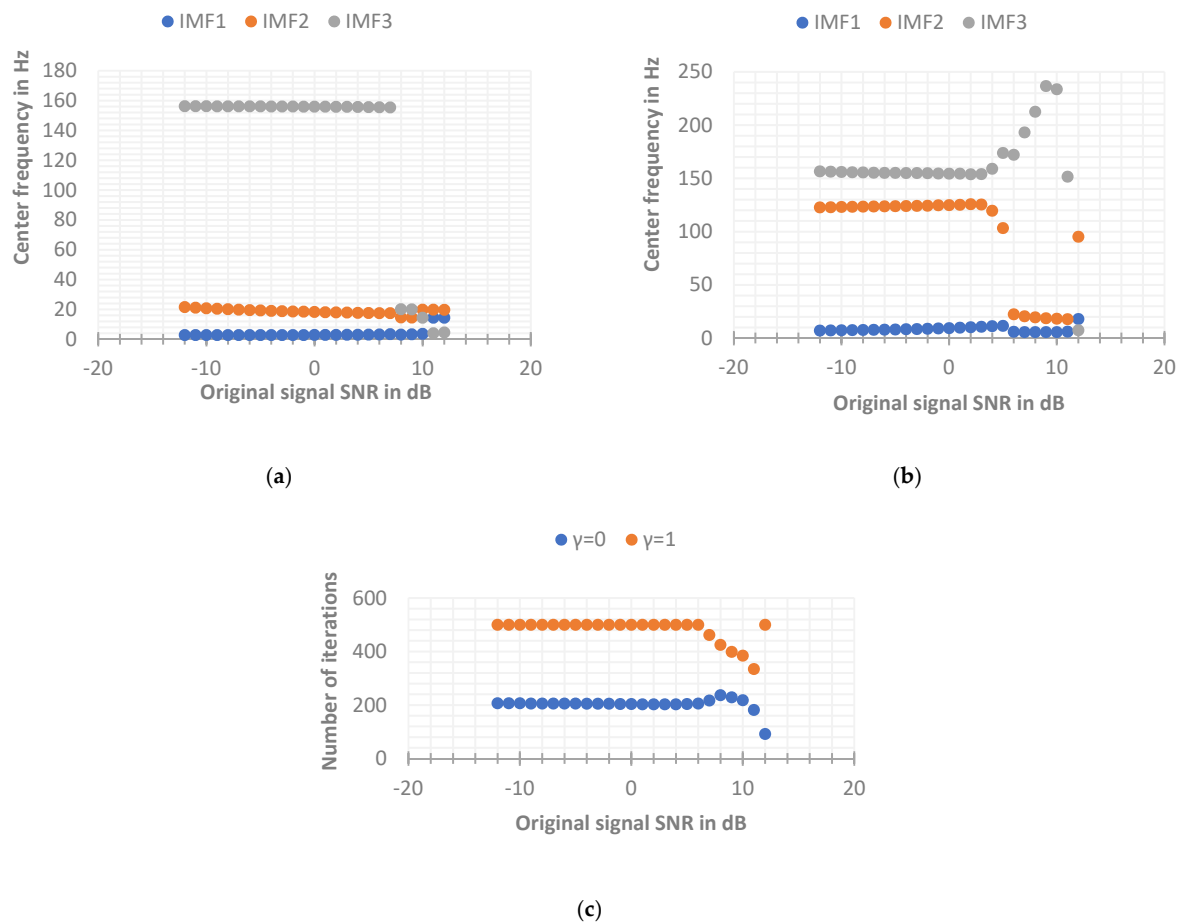 IMF1 IMF2 IMF3
Center frequency in Hz
180
160
140
120
100
80
60
40
20
0
-20 -10 0 10 20
Original signal SNR in dB
(a)
IMF1 IMF2 IMF3
Center frequency in Hz
250
200
150
100
50
0
-20 -10 0 10 20
Original signal SNR in dB
(b)
γ=0 γ=1
Number of iterations
600
400
200
0
-20 -10 0 10 20
Original signal SNR in dB
(c)